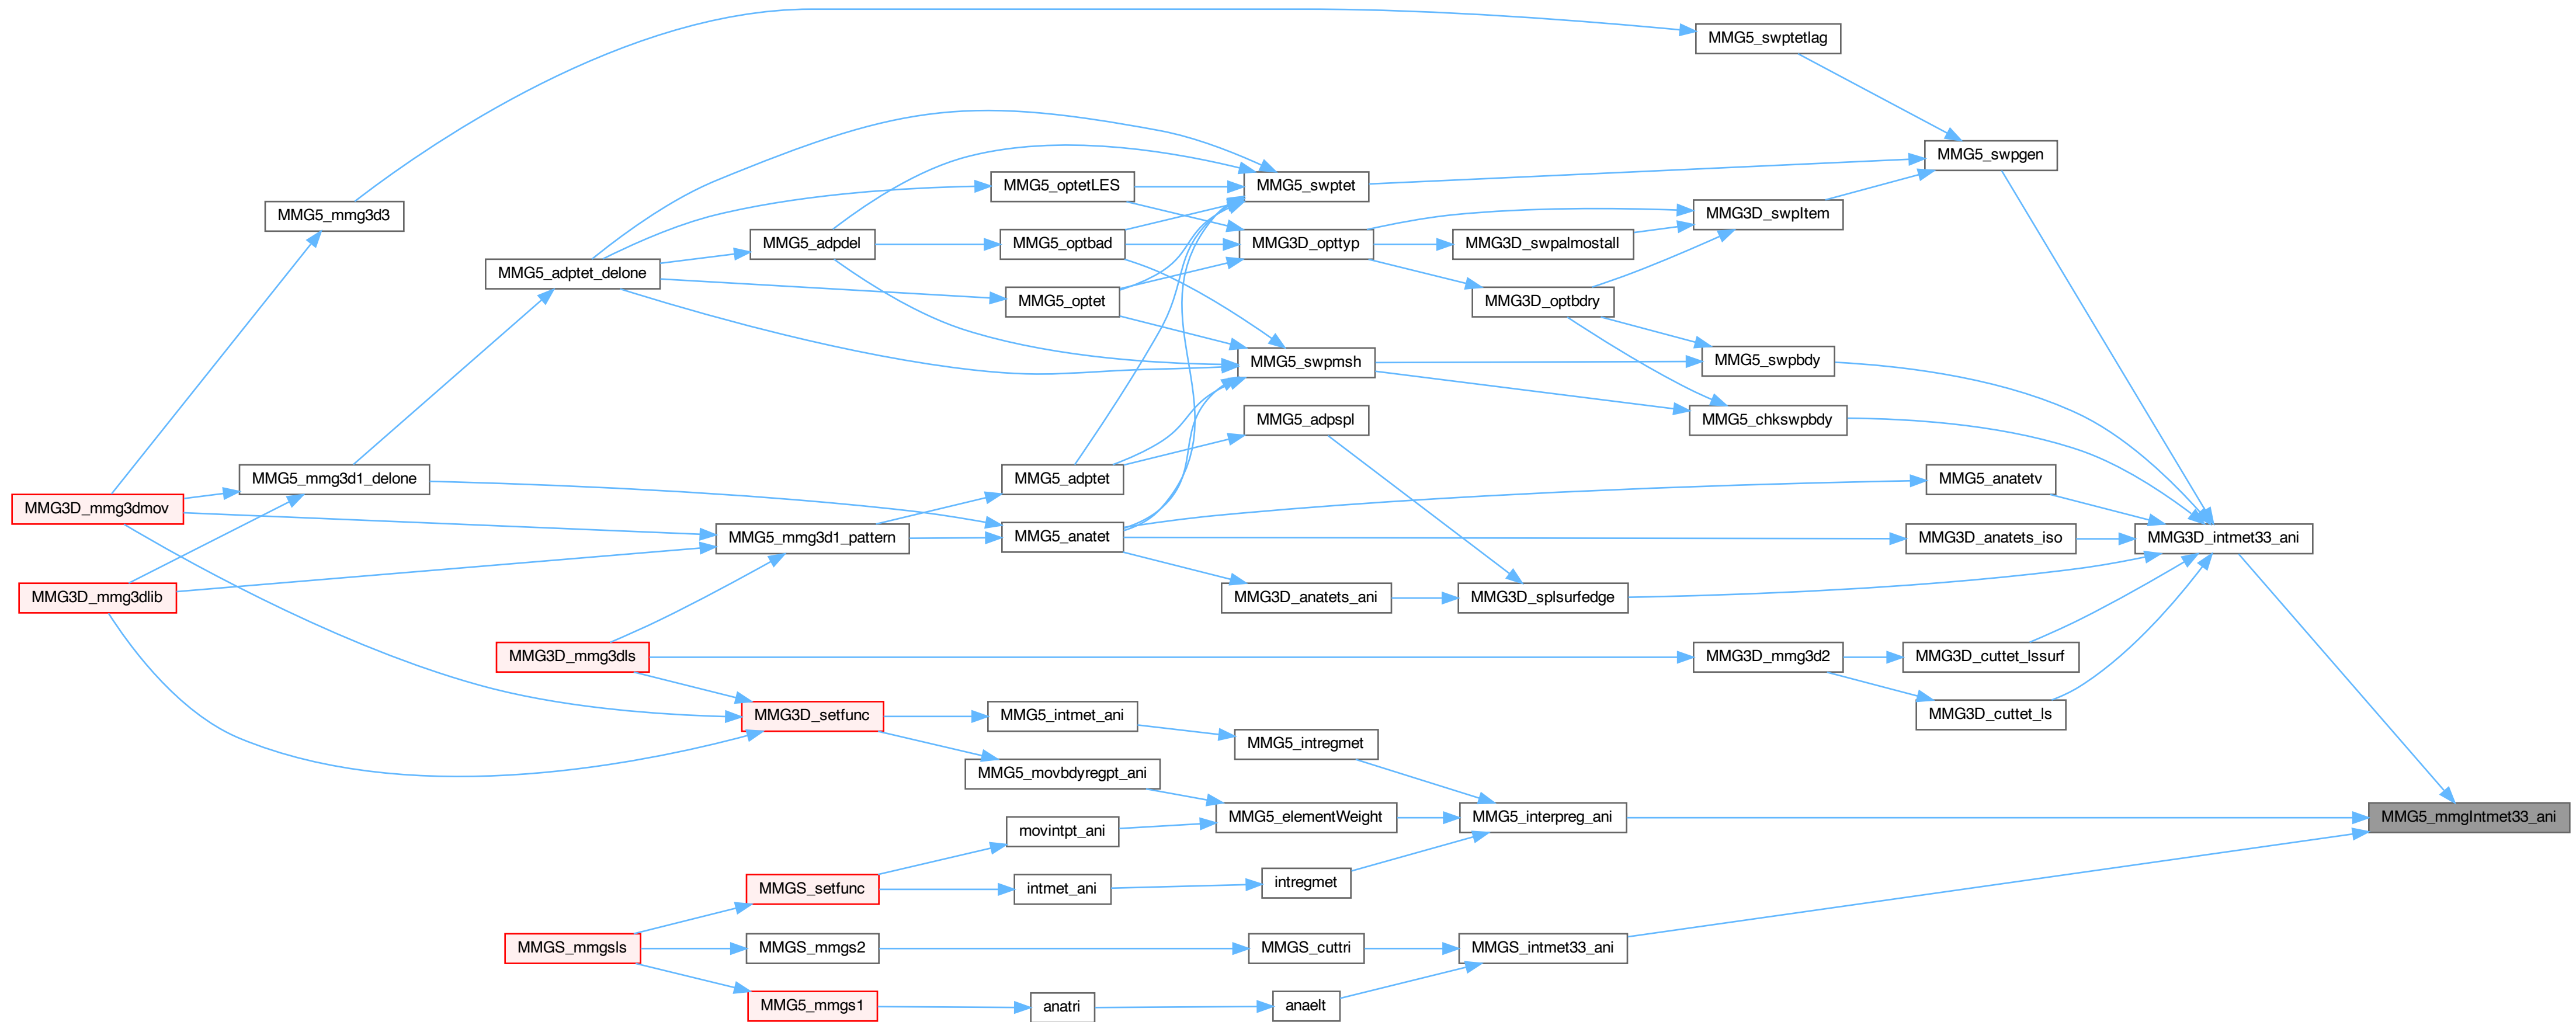 MMG5_swptetlag
MMG5_swpgen
MMG5_optetLES
MMG5_swptet
MMG5_mmg3d3
MMG3D_swpItem
MMG5_adpdel
MMG5_optbad
MMG3D_opttyp
MMG3D_swpalmostall
MMG5_adptet_delone
MMG5_optet
MMG3D_optbdry
MMG5_swpmsh
MMG5_swpbdy
MMG5_adpspl
MMG5_chkswpbdy
MMG5_mmg3d1_delone
MMG5_adptet
MMG5_anatetv
MMG3D_mmg3dmov
MMG5_mmg3d1_pattern
MMG5_anatet
MMG3D_anatets_iso
MMG3D_intmet33_ani
MMG3D_mmg3dlib
MMG3D_anatets_ani
MMG3D_splsurfedge
MMG3D_mmg3dls
MMG3D_mmg3d2
MMG3D_cuttet_lssurf
MMG3D_setfunc
MMG5_intmet_ani
MMG3D_cuttet_ls
MMG5_intregmet
MMG5_movbdyregpt_ani
MMG5_elementWeight
MMG5_interpreg_ani
MMG5_mmgIntmet33_ani
movintpt_ani
MMGS_setfunc
intmet_ani
intregmet
MMGS_mmgsls
MMGS_mmgs2
MMGS_cuttri
MMGS_intmet33_ani
MMG5_mmgs1
anatri
anaelt